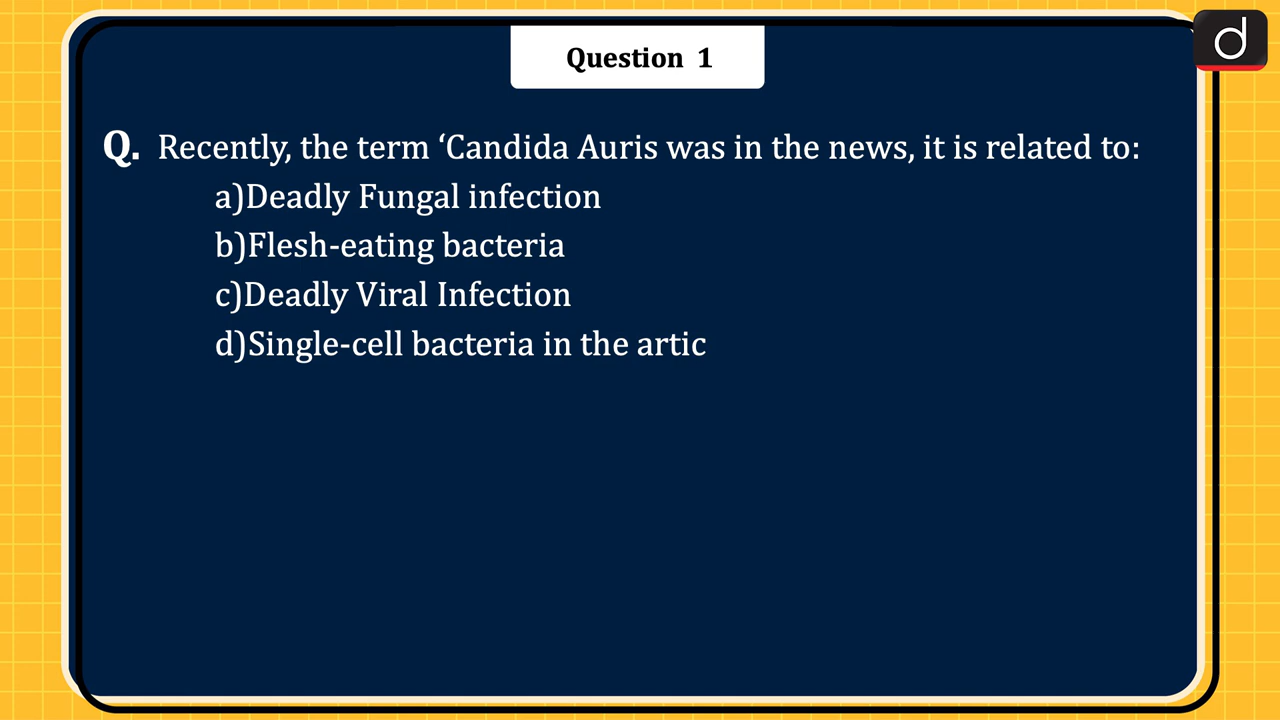 Question 1
d
Q. Recently, the term ‘Candida Auris was in the news, it is related to:
a)Deadly Fungal infection
b)Flesh-eating bacteria
c)Deadly Viral Infection
d)Single-cell bacteria in the artic